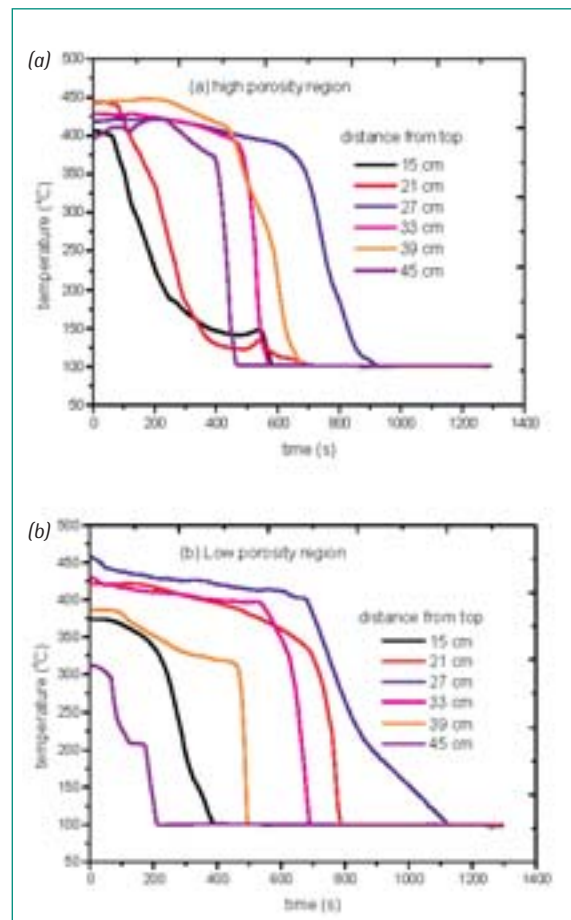 (a)
(a) high porosity region
500
450
400
350
300
250
200
150
100
50
temperature (°C)
distance from top
15 cm
21 cm
27 cm
33 cm
39 cm
45 cm
0 200 400 600 800 1000 1200 1400
time (s)
(b)
(b) Low porosity region
500
450
400
350
300
250
200
150
100
50
temperature (°C)
distance from top
15 cm
21 cm
27 cm
33 cm
39 cm
45 cm
0 200 400 600 800 1000 1200 1400
time (s)